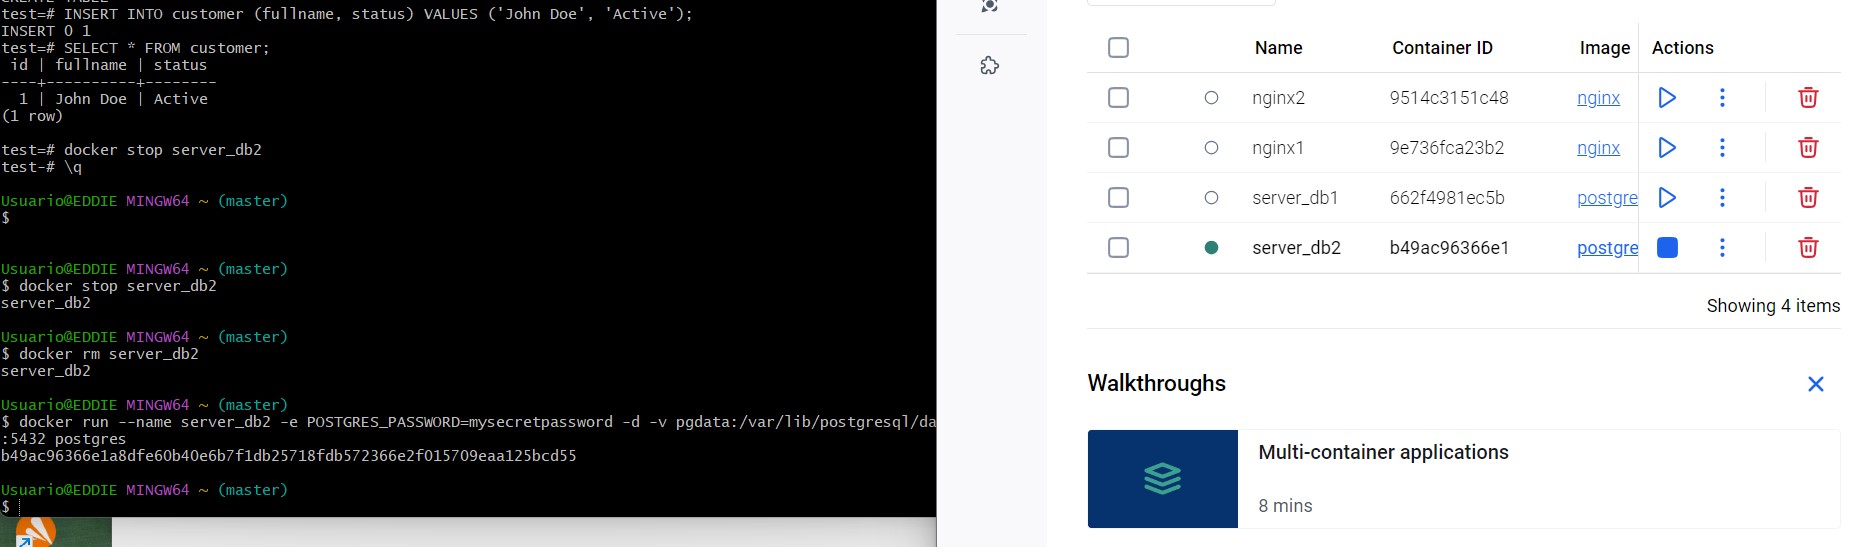 test=# INSERT INTO customer (fullname, status) VALUES ('John Doe', 'Active');
INSERT 0 1
test=# SELECT * FROM customer;
 id | fullname | status
----+----------+--------
  1 | John Doe | Active
(1 row)
test=# docker stop server_db2
test-# \q
Usuario@EDDIE MINGW64 ~ (master)
$
Usuario@EDDIE MINGW64 ~ (master)
$ docker stop server_db2
server_db2
Usuario@EDDIE MINGW64 ~ (master)
$ docker rm server_db2
server_db2
Usuario@EDDIE MINGW64 ~ (master)
$ docker run --name server_db2 -e POSTGRES_PASSWORD=mysecretpassword -d -v pgdata:/var/lib/postgresql/da
:5432 postgres
b49ac96366e1a8dfe60b40e6b7f1db25718fdb572366e2f015709eaa125bcd55
Usuario@EDDIE MINGW64 ~ (master)
$
Name Container ID Image Actions
nginx2 9514c3151c48 nginx
nginx1 9e736fca23b2 nginx
server_db1 662f4981ec5b postgre
server_db2 b49ac96366e1 postgre
Showing 4 items
Walkthroughs
Multi-container applications
8 mins